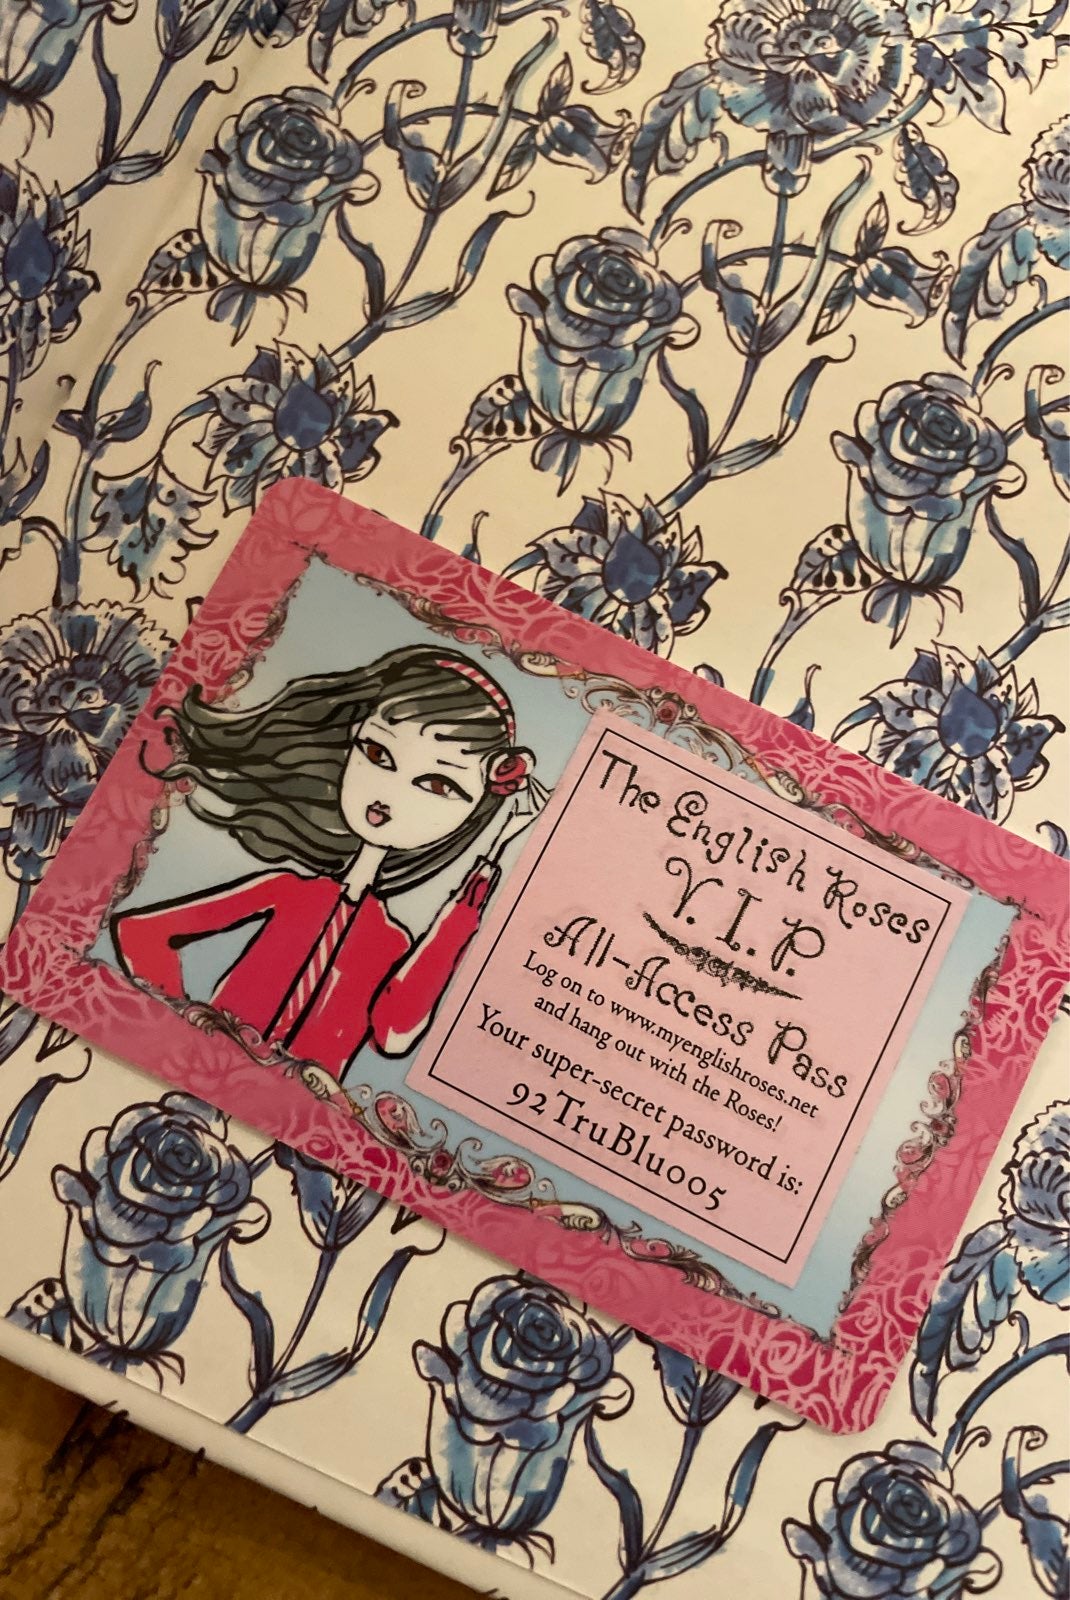 The English Roses
V.I.P.
All-Access Pass
Log on to www.myenglishroses.net
and hang out with the Roses!
Your super-secret password is:
92TruBlu005